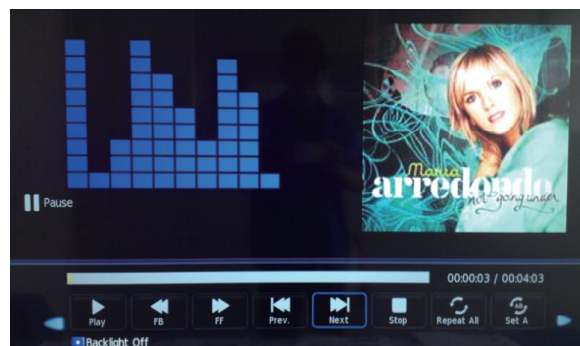 Maria
arredondo
not going under
Pause
00:00:03 / 00:04:03
Play
FB
FF
Prev.
Next
Stop
Repeat All
AB
Set A
Backlight Off